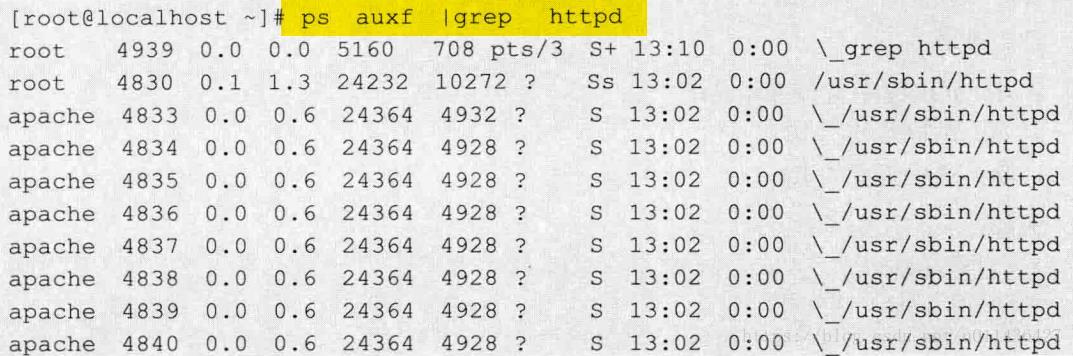 [root@localhost ~]# ps auxf |grep httpd
root 4939 0.0 0.0 5160 708 pts/3 S+ 13:10 0:00 \_grep httpd
root 4830 0.1 1.3 24232 10272 ? Ss 13:02 0:00 /usr/sbin/httpd
apache 4833 0.0 0.6 24364 4932 ? S 13:02 0:00 \_/usr/sbin/httpd
apache 4834 0.0 0.6 24364 4928 ? S 13:02 0:00 \_/usr/sbin/httpd
apache 4835 0.0 0.6 24364 4928 ? S 13:02 0:00 \_/usr/sbin/httpd
apache 4836 0.0 0.6 24364 4928 ? S 13:02 0:00 \_/usr/sbin/httpd
apache 4837 0.0 0.6 24364 4928 ? S 13:02 0:00 \_/usr/sbin/httpd
apache 4838 0.0 0.6 24364 4928 ? S 13:02 0:00 \_/usr/sbin/httpd
apache 4839 0.0 0.6 24364 4928 ? S 13:02 0:00 \_/usr/sbin/httpd
apache 4840 0.0 0.6 24364 4928 ? S 13:02 0:00 \_/usr/sbin/httpd